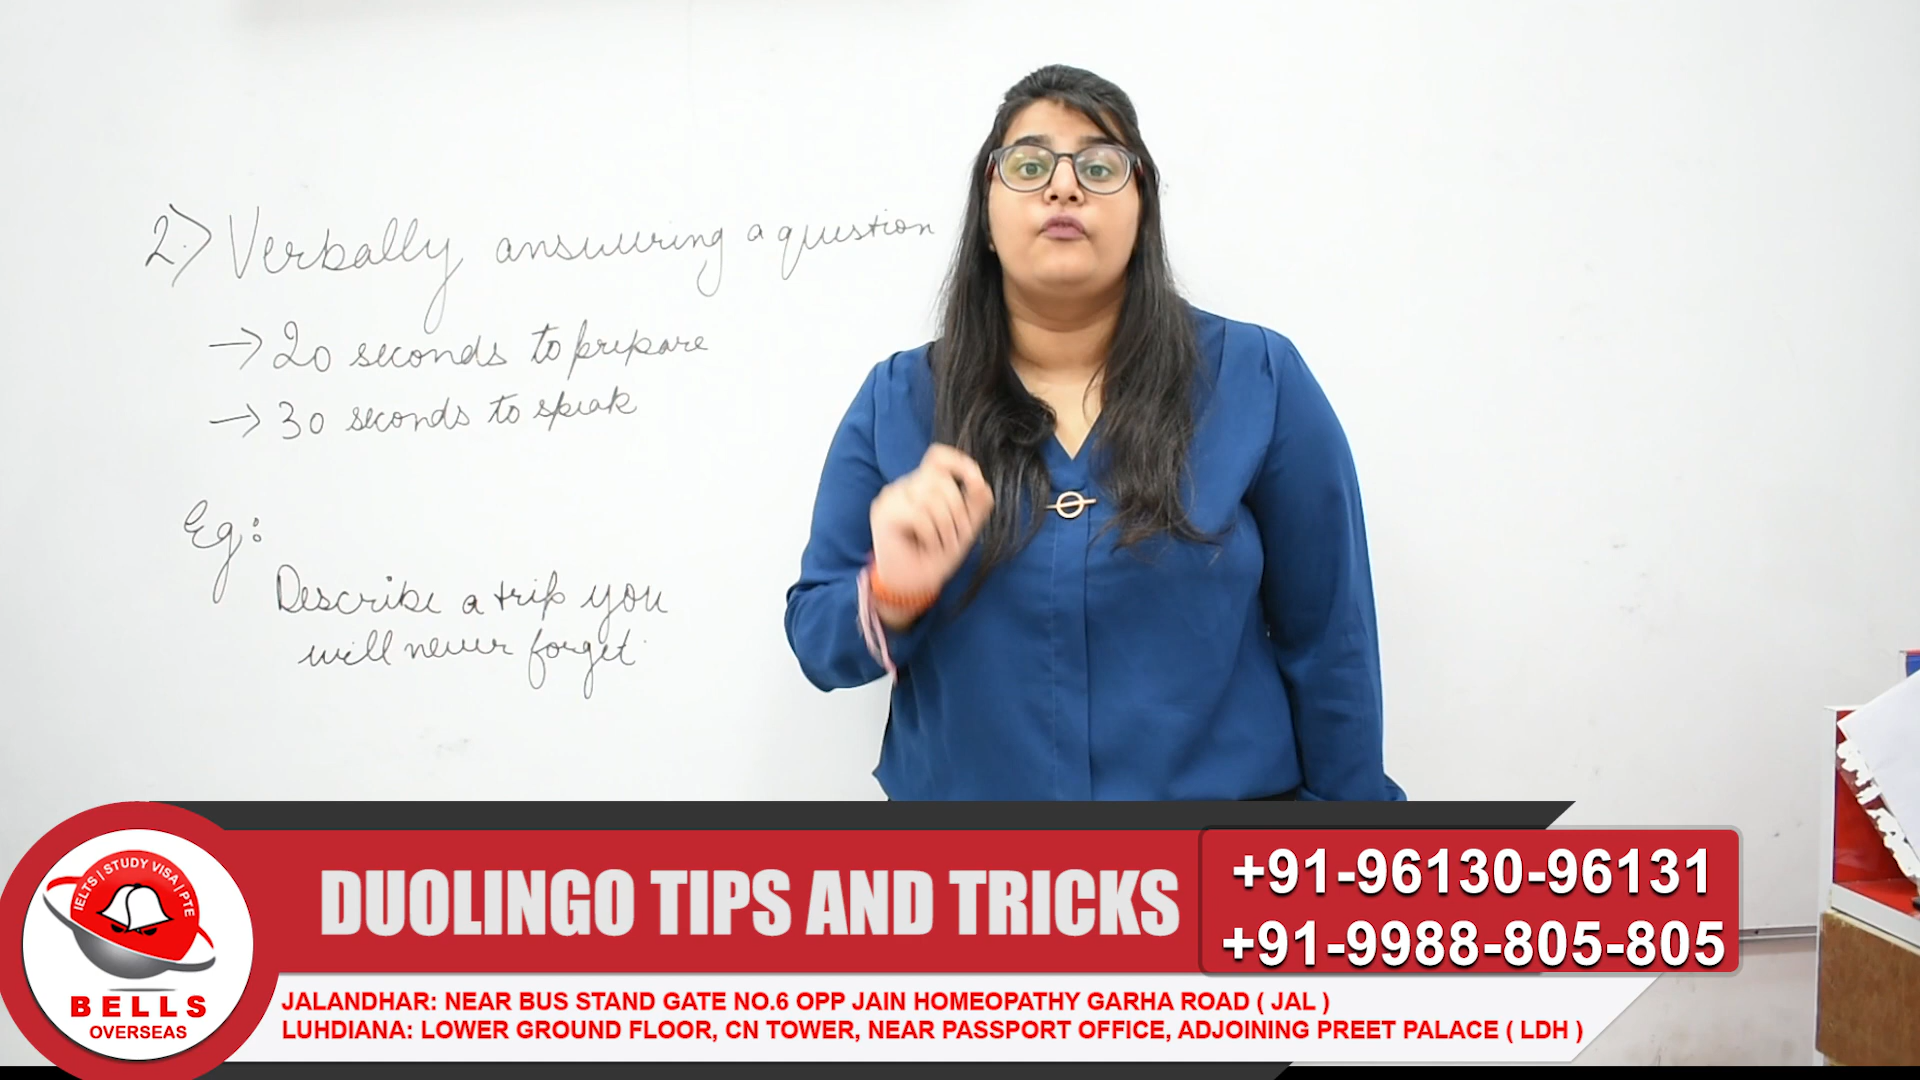 2.) Verbally answering a question
→ 20 seconds to prepare
→ 30 seconds to speak
Eg:
Describe a trip you
will never forget.
IELTS | STUDY VISA | PTE
BELLS
OVERSEAS
DUOLINGO TIPS AND TRICKS
+91-96130-96131
+91-9988-805-805
JALANDHAR: NEAR BUS STAND GATE NO.6 OPP JAIN HOMEOPATHY GARHA ROAD ( JAL )
LUHDIANA: LOWER GROUND FLOOR, CN TOWER, NEAR PASSPORT OFFICE, ADJOINING PREET PALACE ( LDH )